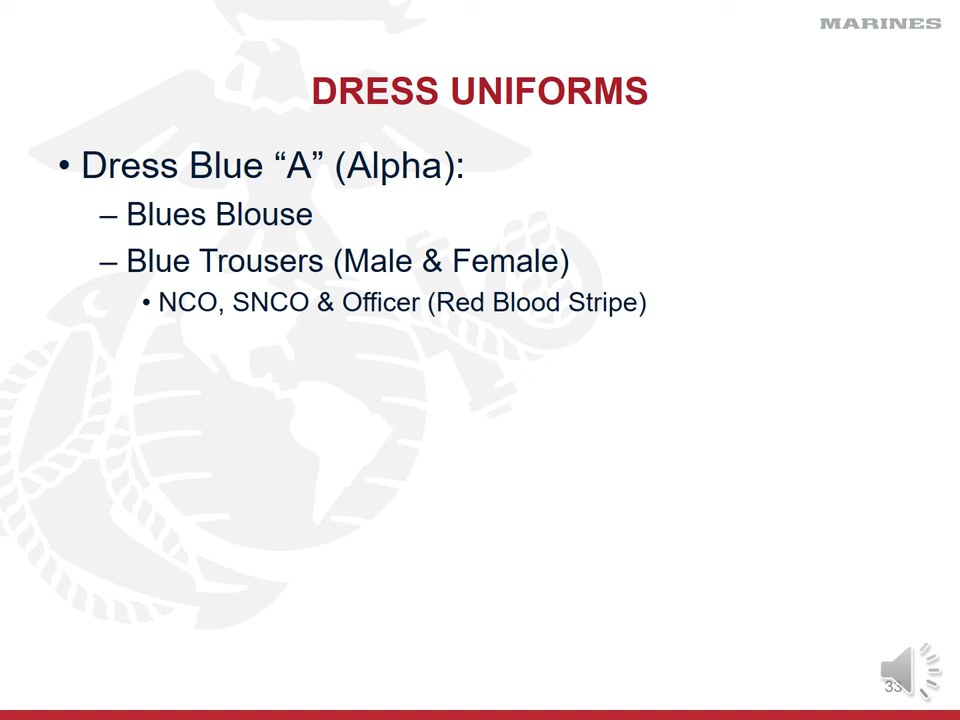 MARINES
DRESS UNIFORMS
• Dress Blue “A” (Alpha):
– Blues Blouse
– Blue Trousers (Male & Female)
• NCO, SNCO & Officer (Red Blood Stripe)
33